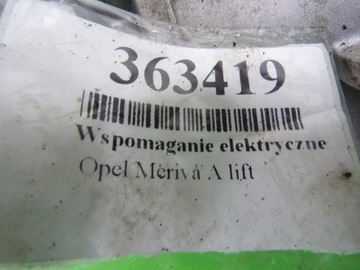 363419
Wspomaganie elektryczne
Opel Meriva A lift